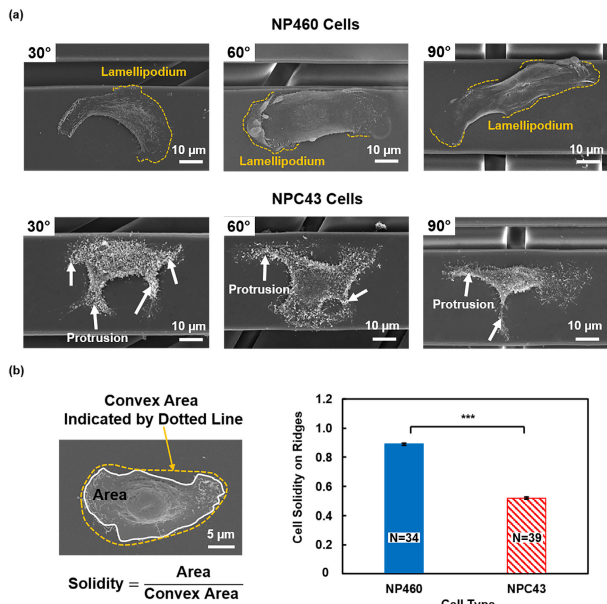 (a)
NP460 Cells
30°
Lamellipodium
10 μm
60°
Lamellipodium
10 μm
90°
Lamellipodium
10 μm
NPC43 Cells
30°
Protrusion
10 μm
60°
Protrusion
10 μm
90°
Protrusion
10 μm
(b)
Convex Area
Indicated by Dotted Line
Area
5 μm
Solidity = Area
Convex Area
Cell Solidity on Ridges
1.2
1.0
0.8
0.6
0.4
0.2
0
***
N=34
N=39
NP460
NPC43
Cell Type